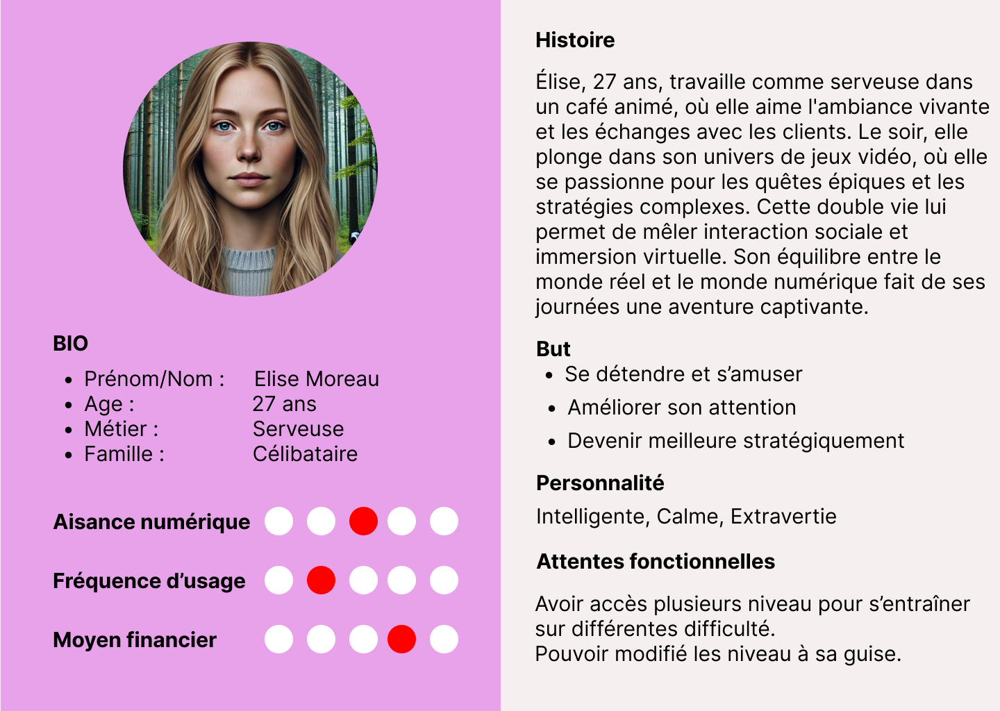 BIO
Prénom/Nom : Elise Moreau
Age : 27 ans
Métier : Serveuse
Famille : Célibataire
Aisance numérique
Fréquence d’usage
Moyen financier
Histoire
Élise, 27 ans, travaille comme serveuse dans
un café animé, où elle aime l'ambiance vivante
et les échanges avec les clients. Le soir, elle
plonge dans son univers de jeux vidéo, où elle
se passionne pour les quêtes épiques et les
stratégies complexes. Cette double vie lui
permet de mêler interaction sociale et
immersion virtuelle. Son équilibre entre le
monde réel et le monde numérique fait de ses
journées une aventure captivante.
But
Se détendre et s’amuser
Améliorer son attention
Devenir meilleure stratégiquement
Personnalité
Intelligente, Calme, Extravertie
Attentes fonctionnelles
Avoir accès plusieurs niveau pour s’entraîner
sur différentes difficulté.
Pouvoir modifié les niveau à sa guise.